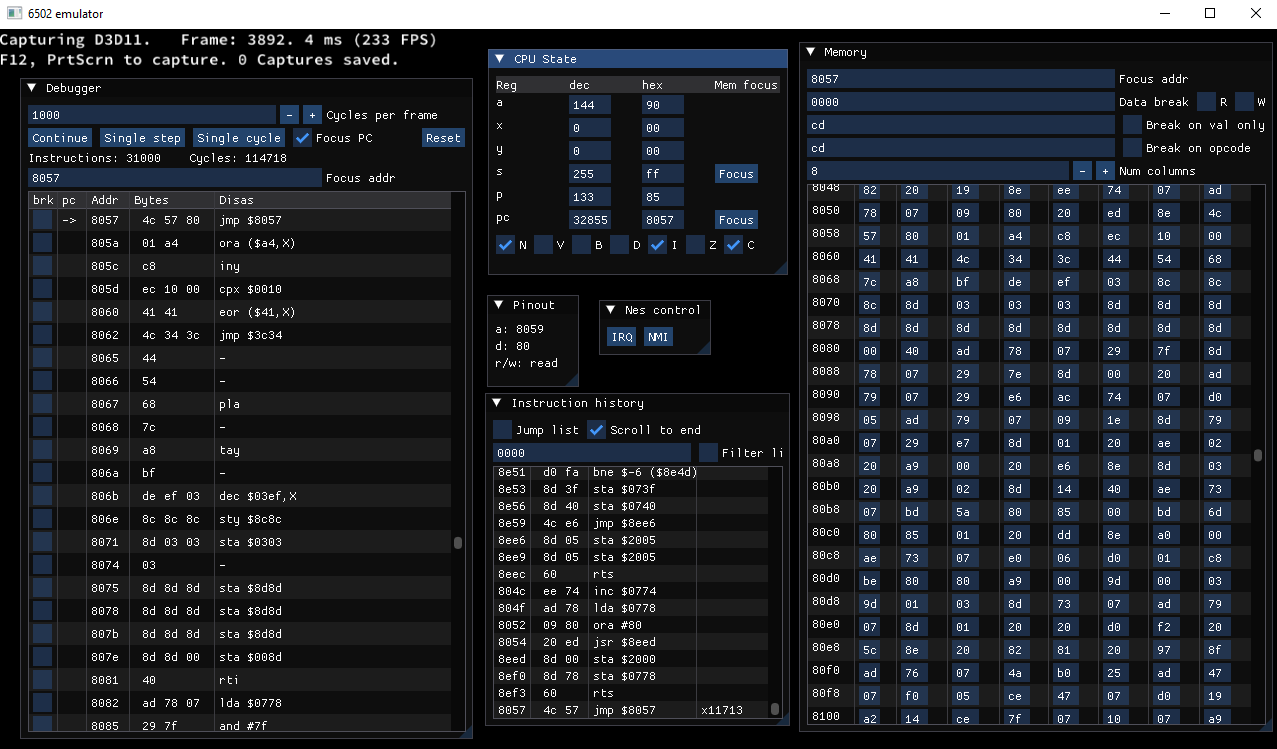 6502 emulator
Capturing D3D11.   Frame: 3892. 4 ms (233 FPS)
F12, PrtScrn to capture. 0 Captures saved.
Debugger
1000 - + Cycles per frame
Continue Single step Single cycle Focus PC Reset
Instructions: 31000 Cycles: 114718
8057 Focus addr
brk pc Addr Bytes Disas
-> 8057 4c 57 80 jmp $8057
805a 01 a4 ora ($a4,X)
805c c8 iny
805d ec 10 00 cpx $0010
8060 41 41 eor ($41,X)
8062 4c 34 3c jmp $3c34
8065 44 -
8066 54 -
8067 68 pla
8068 7c -
8069 a8 tay
806a bf -
806b de ef 03 dec $03ef,X
806e 8c 8c 8c sty $8c8c
8071 8d 03 03 sta $0303
8074 03 -
8075 8d 8d 8d sta $8d8d
8078 8d 8d 8d sta $8d8d
807b 8d 8d 8d sta $8d8d
807e 8d 8d 00 sta $008d
8081 40 rti
8082 ad 78 07 lda $0778
8085 29 7f and #7f
CPU State
Reg dec hex Mem focus
a 144 90
x 0 00
y 0 00
s 255 ff Focus
p 133 85
pc 32855 8057 Focus
N V B D I Z C
Pinout
a: 8059
d: 80
r/w: read
Nes control
IRQ NMI
Instruction history
Jump list Scroll to end
0000 Filter li
8e51 d0 fa bne $-6 ($8e4d)
8e53 8d 3f sta $073f
8e56 8d 40 sta $0740
8e59 4c e6 jmp $8ee6
8ee6 8d 05 sta $2005
8ee9 8d 05 sta $2005
8eec 60 rts
804c ee 74 inc $0774
804f ad 78 lda $0778
8052 09 80 ora #80
8054 20 ed jsr $8eed
8eed 8d 00 sta $2000
8ef0 8d 78 sta $0778
8ef3 60 rts
8057 4c 57 jmp $8057 x11713
Memory
8057 Focus addr
0000 Data break R W
cd Break on val only
cd Break on opcode
8 - + Num columns
8048 82 20 19 8e ee 74 07 ad
8050 78 07 09 80 20 ed 8e 4c
8058 57 80 01 a4 c8 ec 10 00
8060 41 41 4c 34 3c 44 54 68
8068 7c a8 bf de ef 03 8c 8c
8070 8c 8d 03 03 03 8d 8d 8d
8078 8d 8d 8d 8d 8d 8d 8d 8d
8080 00 40 ad 78 07 29 7f 8d
8088 78 07 29 7e 8d 00 20 ad
8090 79 07 29 e6 ac 74 07 d0
8098 05 ad 79 07 09 1e 8d 79
80a0 07 29 e7 8d 01 20 ae 02
80a8 20 a9 00 20 e6 8e 8d 03
80b0 20 a9 02 8d 14 40 ae 73
80b8 07 bd 5a 80 85 00 bd 6d
80c0 80 85 01 20 dd 8e a0 00
80c8 ae 73 07 e0 06 d0 01 c8
80d0 be 80 80 a9 00 9d 00 03
80d8 9d 01 03 8d 73 07 ad 79
80e0 07 8d 01 20 20 d0 f2 20
80e8 5c 8e 20 82 81 20 97 8f
80f0 ad 76 07 4a b0 25 ad 47
80f8 07 f0 05 ce 47 07 d0 19
8100 a2 14 ce 7f 07 10 07 a9